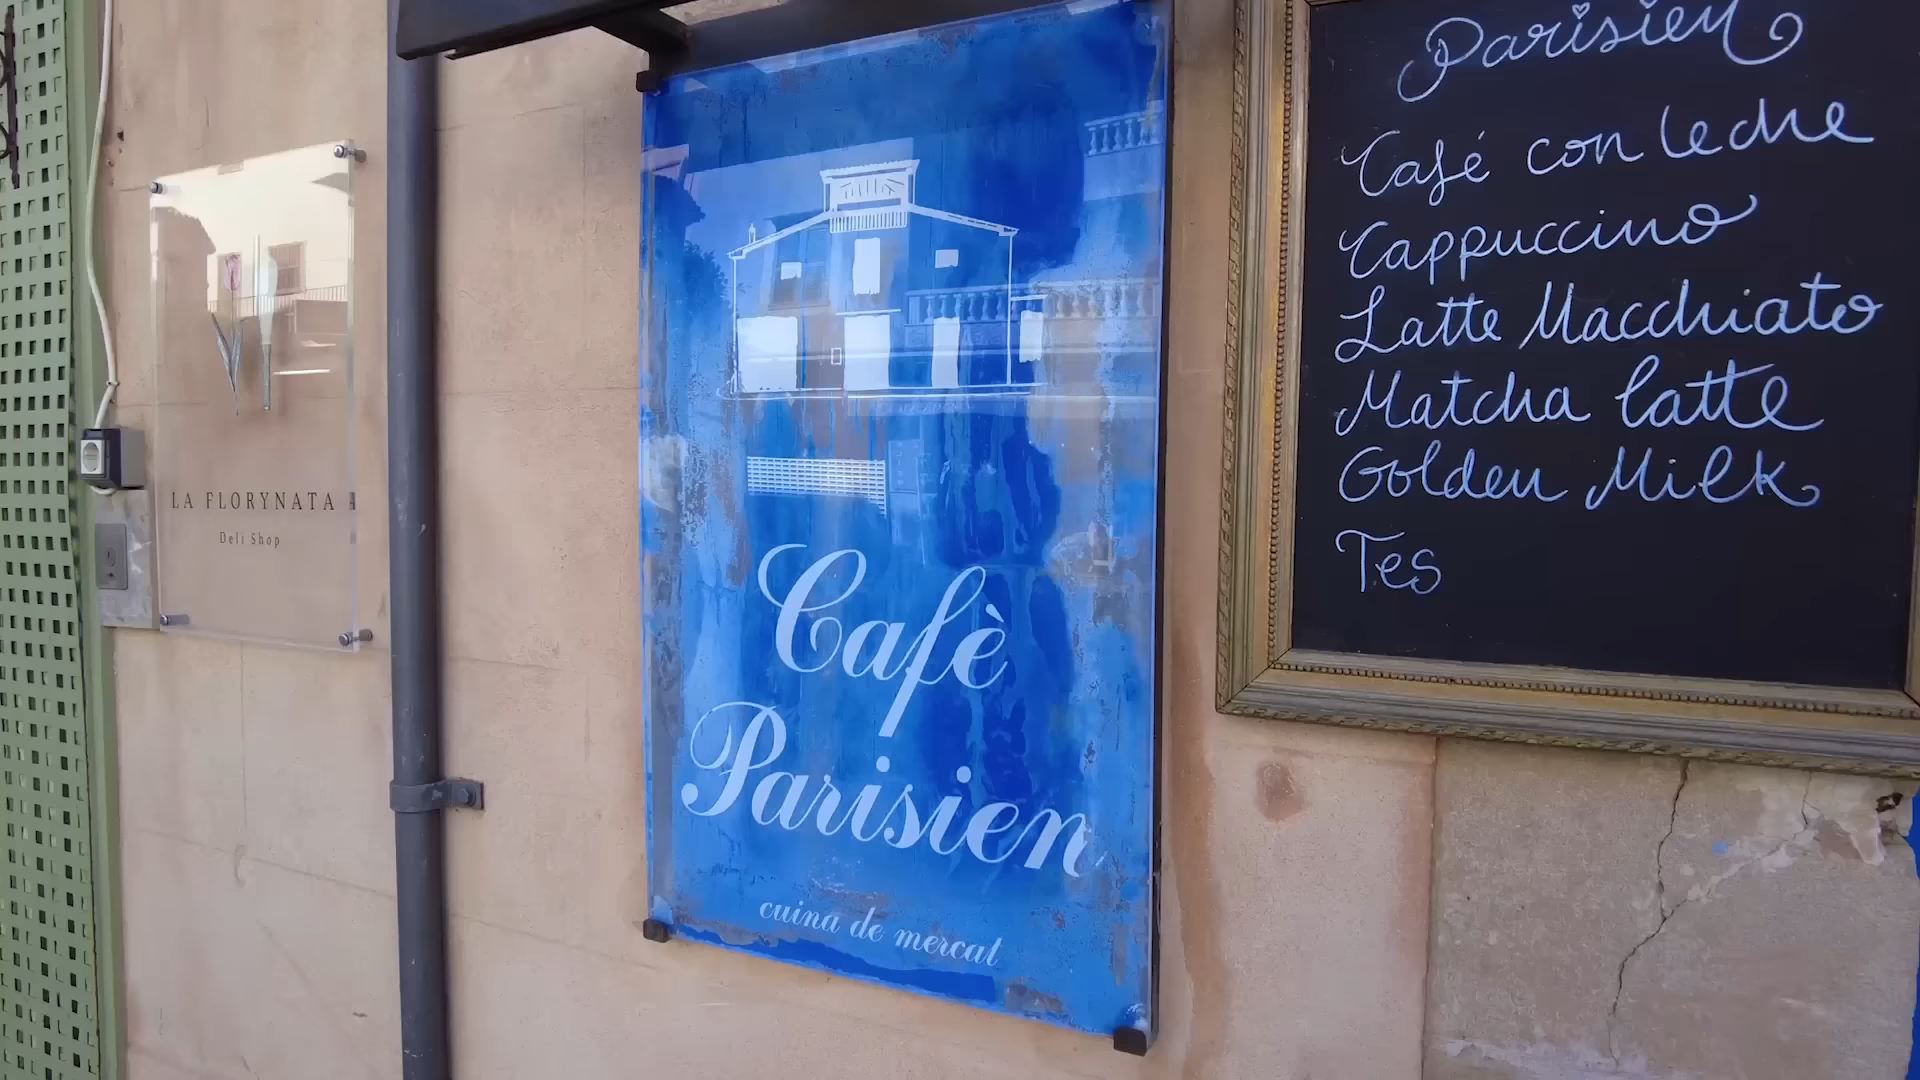 LA FLORYNATA
Deli Shop
Cafè
Parisien
cuina de mercat
Parisien
Café con leche
Cappuccino
Latte Macchiato
Matcha latte
Golden Milk
Tes